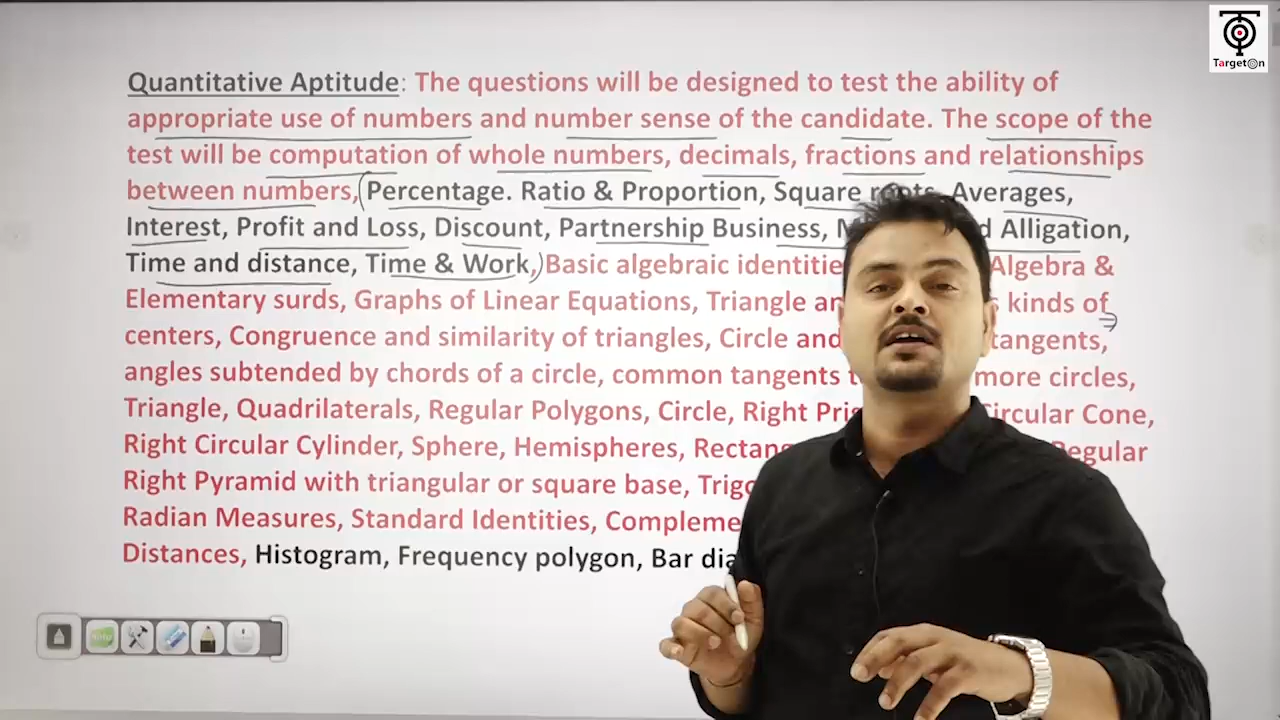 TargetOn
Quantitative Aptitude: The questions will be designed to test the ability of
appropriate use of numbers and number sense of the candidate. The scope of the
test will be computation of whole numbers, decimals, fractions and relationships
between numbers, Percentage. Ratio & Proportion, Square roots, Averages,
Interest, Profit and Loss, Discount, Partnership Business, Alligation,
Time and distance, Time & Work, Basic algebraic Algebra &
Elementary surds, Graphs of Linear Equations, Triangle kinds of
centers, Congruence and similarity of triangles, Circle and tangents,
angles subtended by chords of a circle, common tangents more circles,
Triangle, Quadrilaterals, Regular Polygons, Circle, Right Cone,
Right Circular Cylinder, Sphere, Hemispheres, Regular
Right Pyramid with triangular or square base,
Radian Measures, Standard Identities,
Distances, Histogram, Frequency polygon, Bar